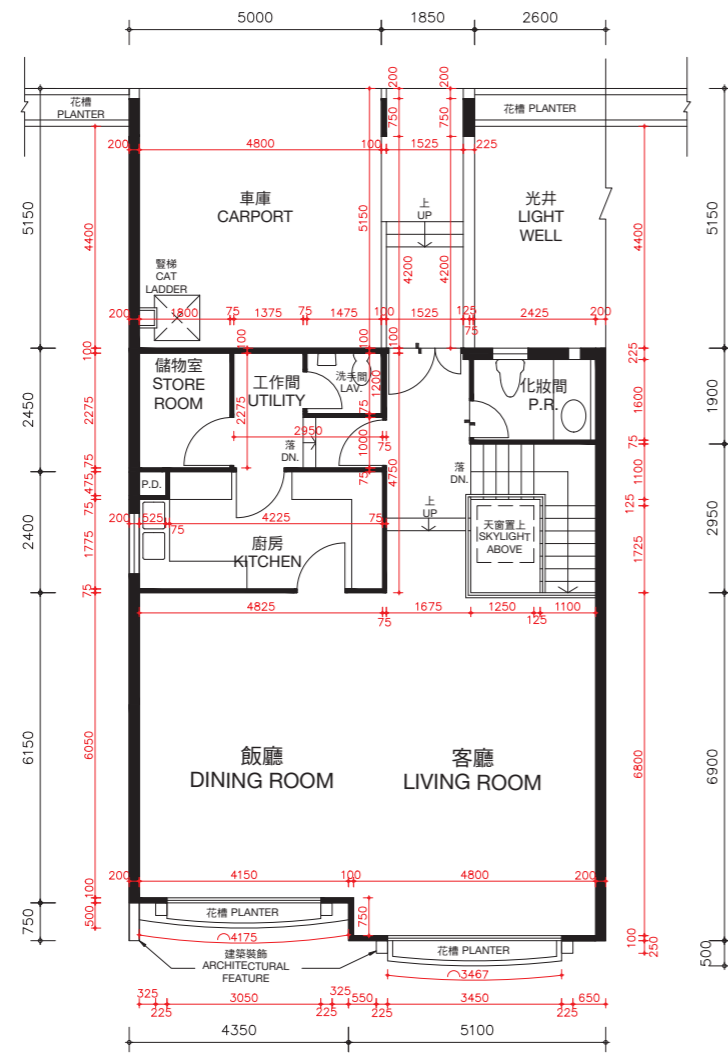 5000 1850 2600
花槽
PLANTER
200
750
200
750
花槽 PLANTER
200 4800 100 1525 225
5150
4400
車庫
CARPORT
5150
上
UP
光井
LIGHT
WELL
4400
5150
豎梯
CAT
LADDER
4200
4200
200 1800 75 1375 75 1475 100 1525 125 75 2425 200
100
100
100
100
225
儲物室
STORE
ROOM
工作間
UTILITY
洗手間
LAV.
1200
化妝間
P.R.
2450
2275
2275
1600
1900
75
2950
75
1000
75
落
DN.
4750
落
DN.
75
75
475
P.D.
1100
上
UP
天窗置上
SKYLIGHT
ABOVE
75
125
200 525 75 4225 75
廚房
KITCHEN
2400
1775
1725
2950
75
4825 75 1675 1250 125 1100
6150
6050
飯廳
DINING ROOM
客廳
LIVING ROOM
6800
6900
200 4150 100 4800 200
100
750
500
花槽 PLANTER
750
4175
花槽 PLANTER
100
250
500
建築裝飾
ARCHITECTURAL
FEATURE
3467
325 225 3050 225 325 550 225 3450 225 650
4350 5100